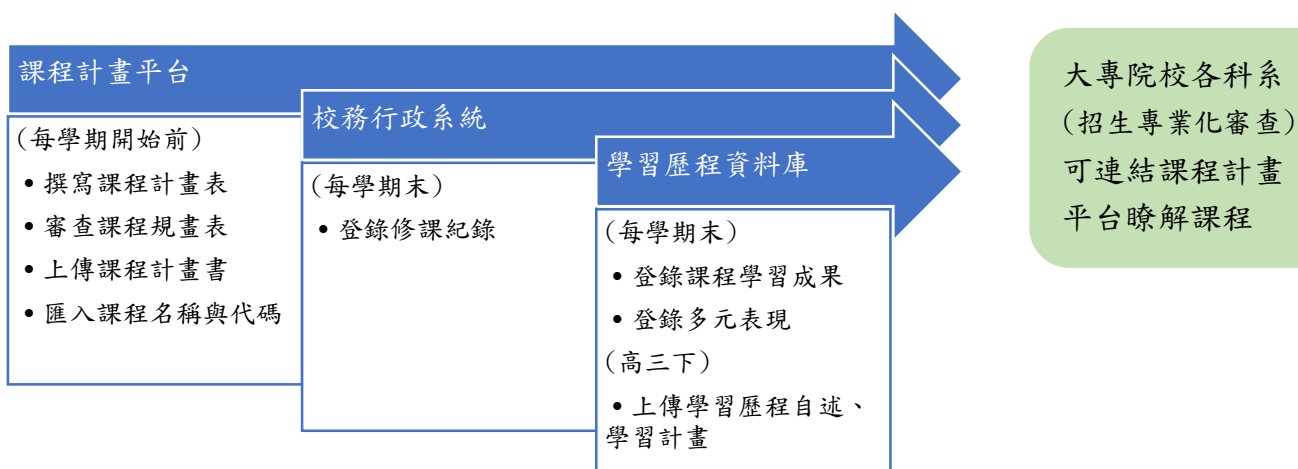 課程計畫平台
(每學期開始前)
• 撰寫課程計畫表
• 審查課程規畫表
• 上傳課程計畫書
• 匯入課程名稱與代碼
校務行政系統
(每學期末)
• 登錄修課紀錄
學習歷程資料庫
(每學期末)
• 登錄課程學習成果
• 登錄多元表現
(高三下)
• 上傳學習歷程自述、
學習計畫
大專院校各科系
(招生專業化審查)
可連結課程計畫
平台瞭解課程